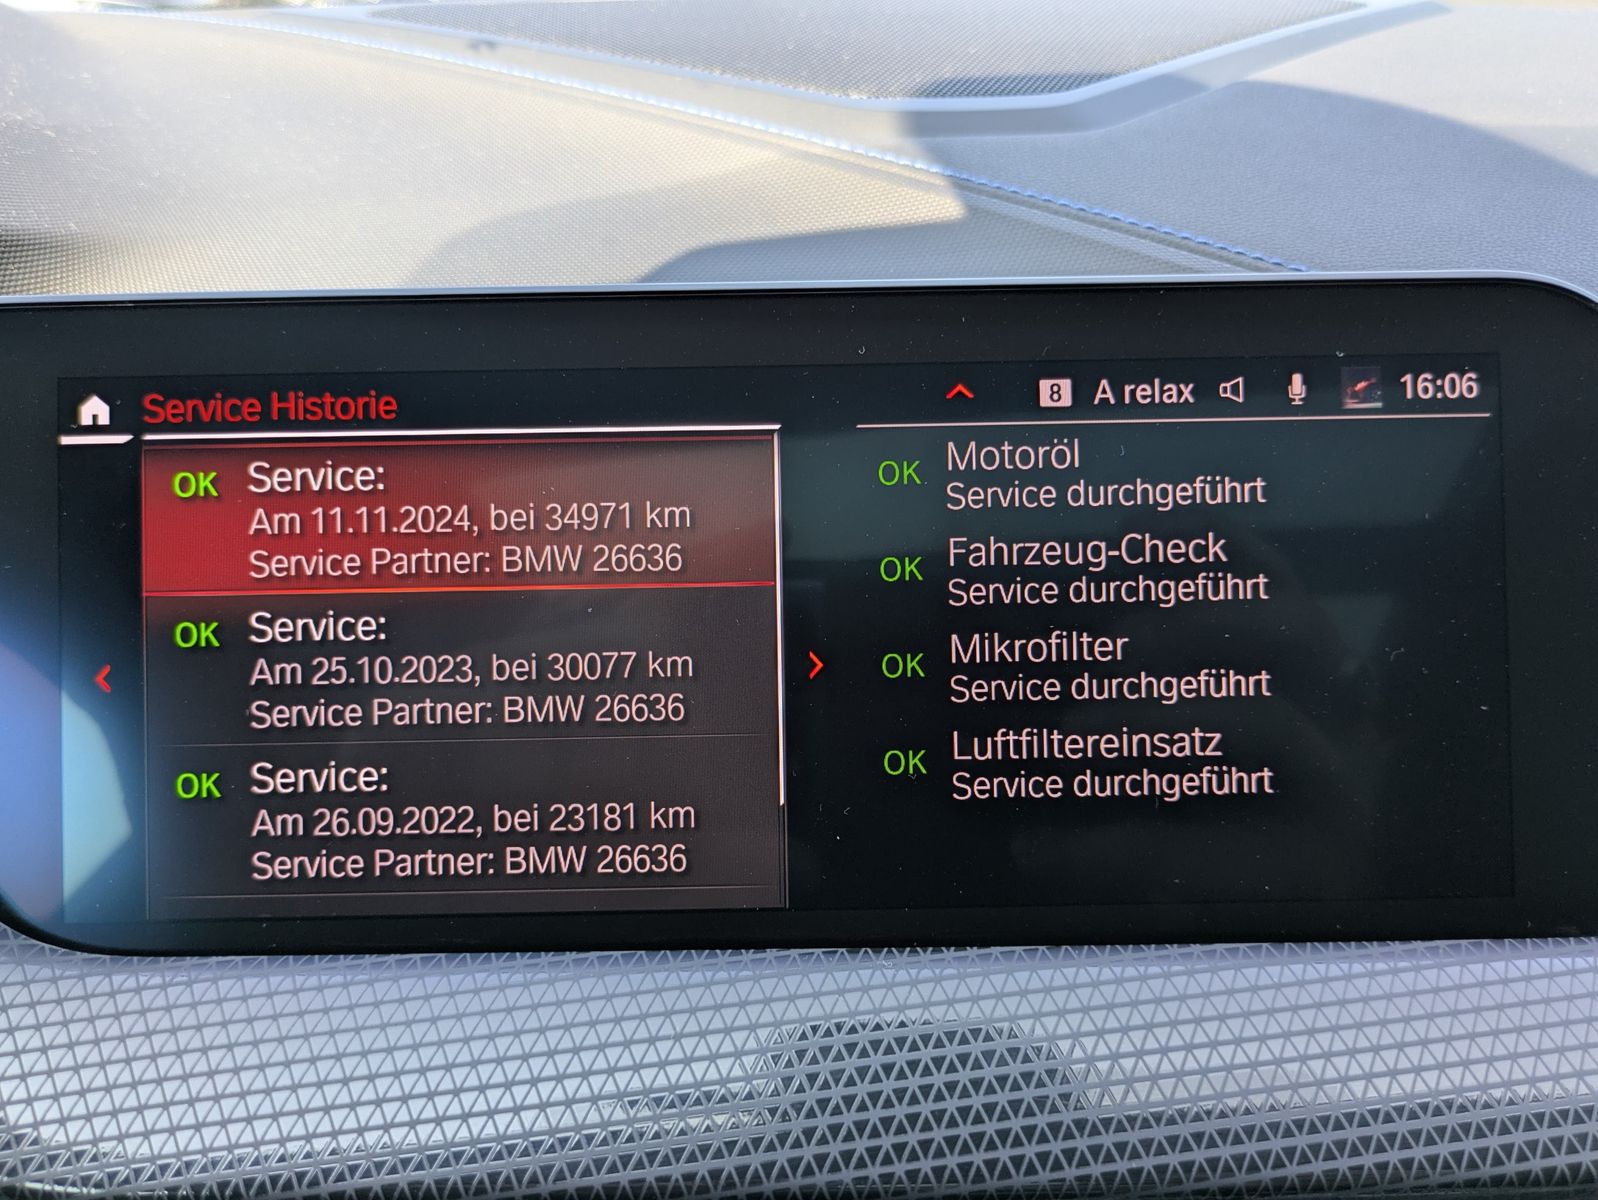 Service Historie
8 A relax 16:06
OK Service:
Am 11.11.2024, bei 34971 km
Service Partner: BMW 26636
OK Service:
Am 25.10.2023, bei 30077 km
Service Partner: BMW 26636
OK Service:
Am 26.09.2022, bei 23181 km
Service Partner: BMW 26636
OK Motoröl
Service durchgeführt
OK Fahrzeug-Check
Service durchgeführt
OK Mikrofilter
Service durchgeführt
OK Luftfiltereinsatz
Service durchgeführt